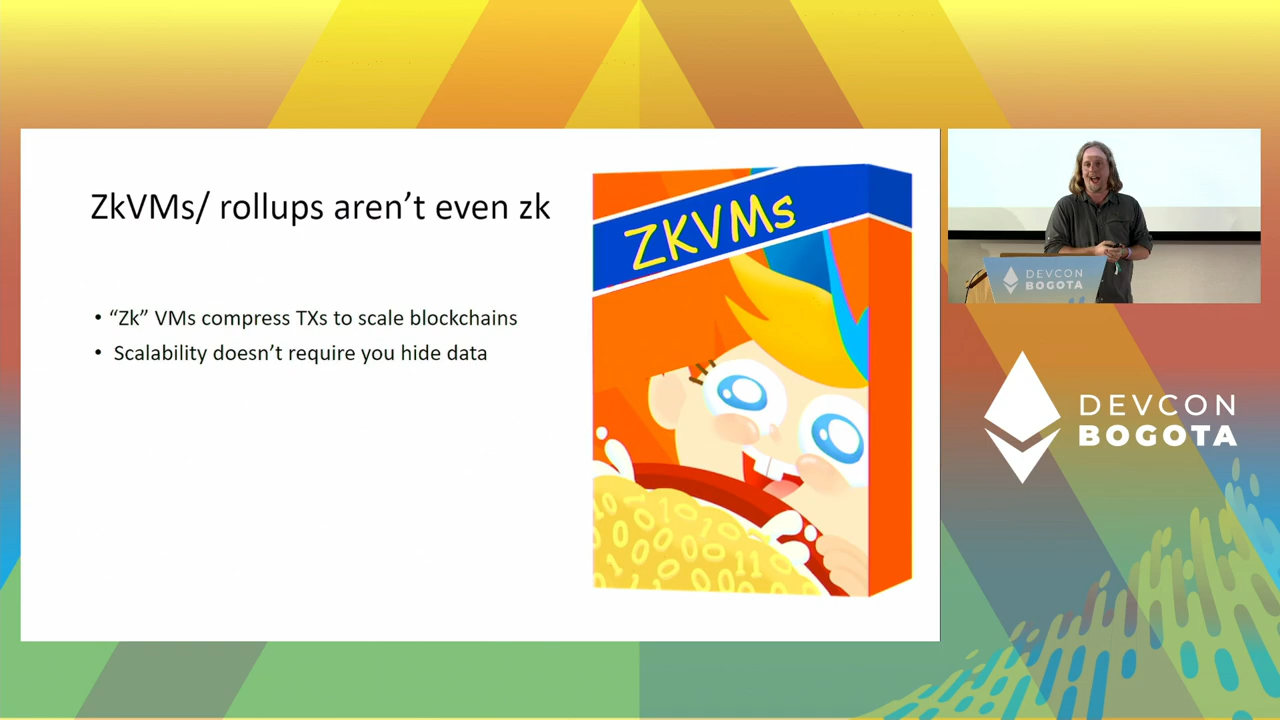 ZkVMs/ rollups aren’t even zk
• “Zk” VMs compress TXs to scale blockchains
• Scalability doesn’t require you hide data
ZKVMs
DEVCON
BOGOTA
DEVCON
BOGOTA